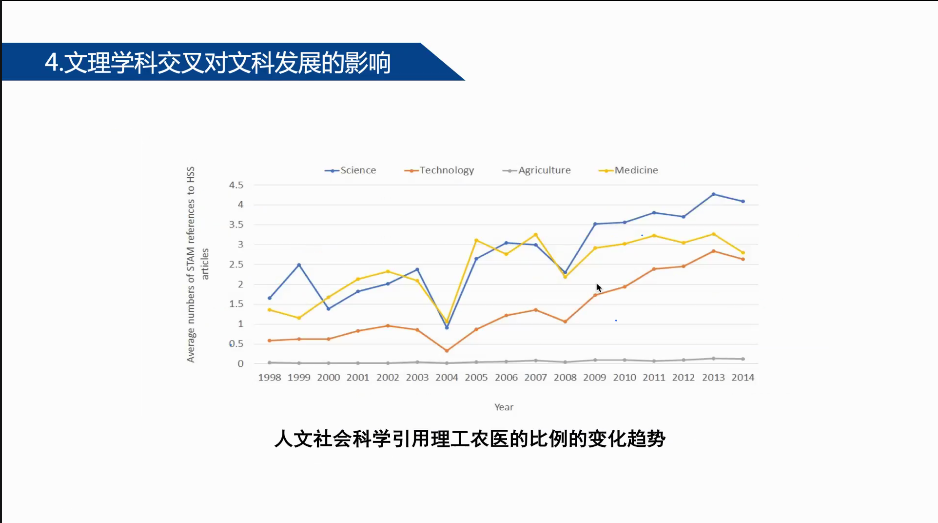 4.文理学科交叉对文科发展的影响
Science Technology Agriculture Medicine
Average numbers of STAM references to HSS
articles
4.5
4
3.5
3
2.5
2
1.5
1
0.5
0
1998 1999 2000 2001 2002 2003 2004 2005 2006 2007 2008 2009 2010 2011 2012 2013 2014
Year
人文社会科学引用理工农医的比例的变化趋势